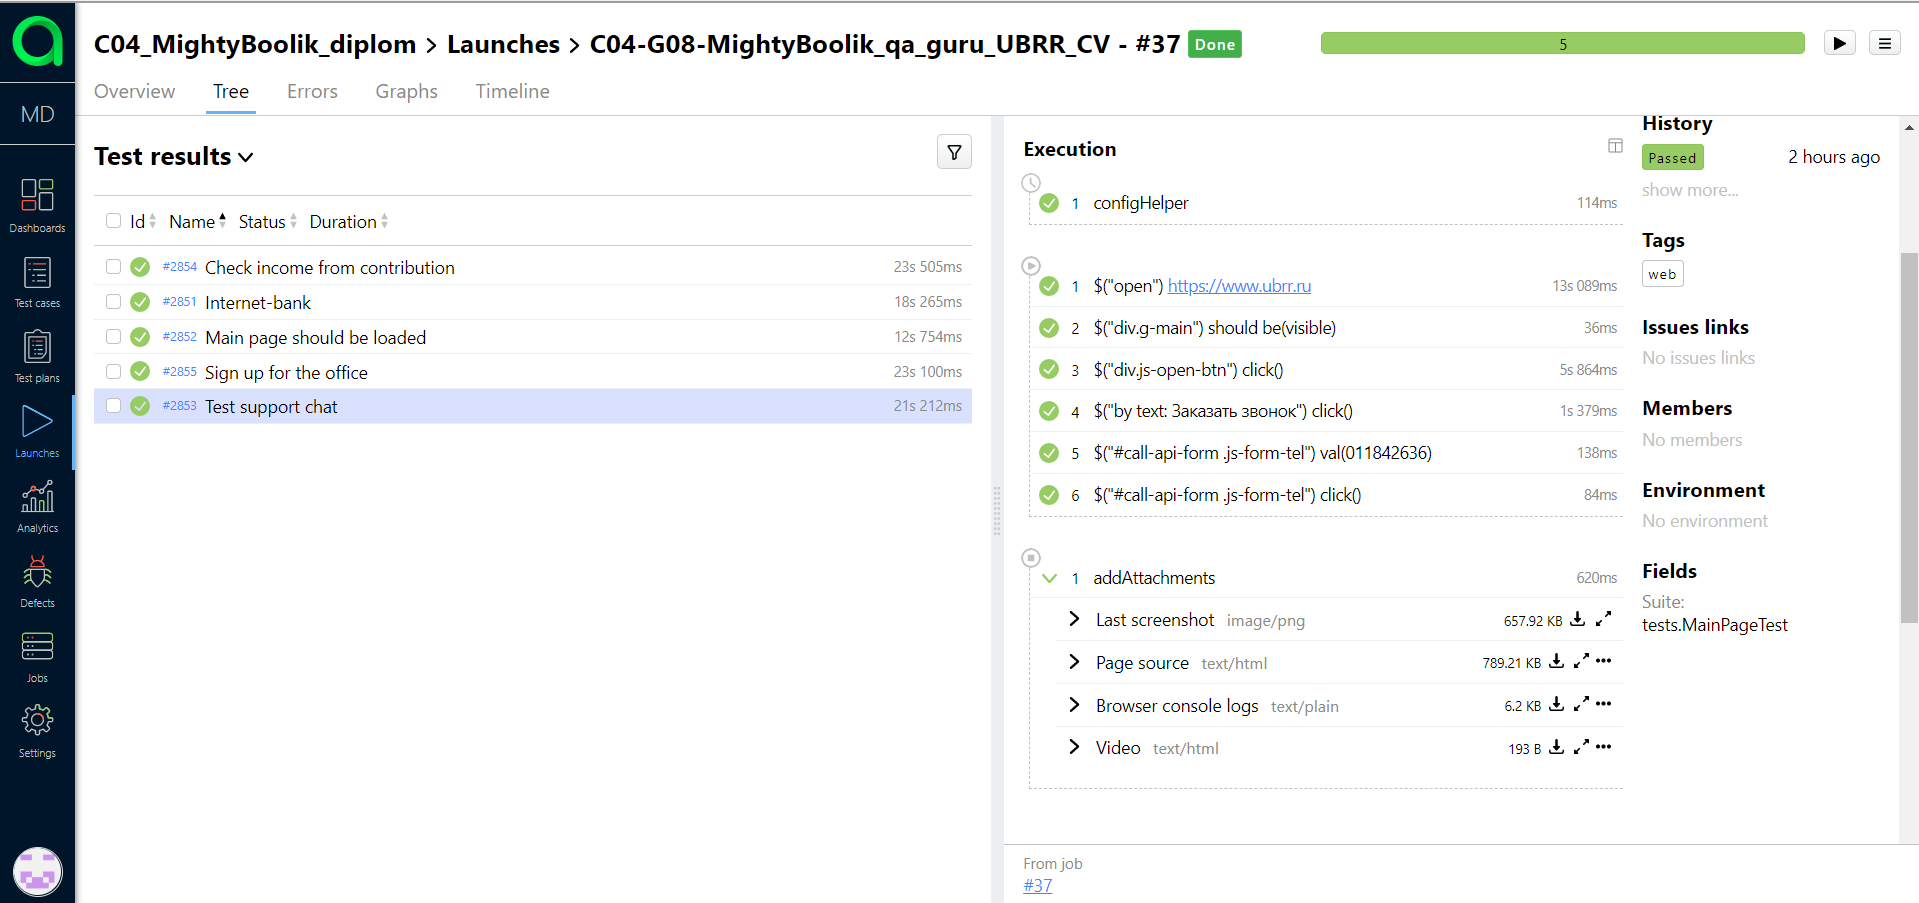 C04_MightyBoolik_diplom > Launches > C04-G08-MightyBoolik_qa_guru_UBRR_CV - #37 Done
5
Overview Tree Errors Graphs Timeline
MD
Dashboards
Test cases
Test plans
Launches
Analytics
Defects
Jobs
Settings
Test results
Id Name Status Duration
#2854 Check income from contribution 23s 505ms
#2851 Internet-bank 18s 265ms
#2852 Main page should be loaded 12s 754ms
#2855 Sign up for the office 23s 100ms
#2853 Test support chat 21s 212ms
Execution
1 configHelper 114ms
1 $("open") https://www.ubrr.ru 13s 089ms
2 $("div.g-main") should be(visible) 36ms
3 $("div.js-open-btn") click() 5s 864ms
4 $("by text: Заказать звонок") click() 1s 379ms
5 $("#call-api-form .js-form-tel") val(011842636) 138ms
6 $("#call-api-form .js-form-tel") click() 84ms
1 addAttachments 620ms
Last screenshot image/png 657.92 KB
Page source text/html 789.21 KB
Browser console logs text/plain 6.2 KB
Video text/html 193 B
From job
#37
History
Passed 2 hours ago
show more...
Tags
web
Issues links
No issues links
Members
No members
Environment
No environment
Fields
Suite:
tests.MainPageTest